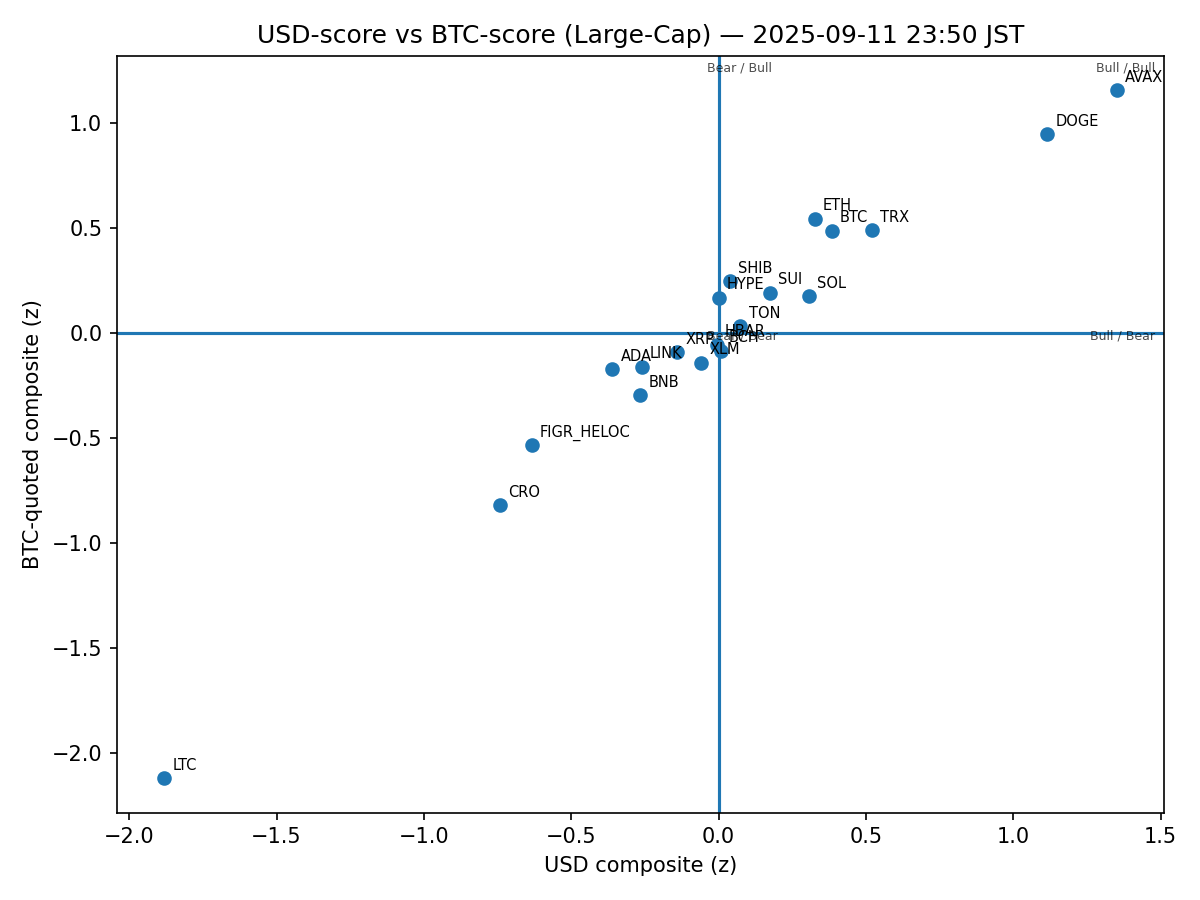 USD-score vs BTC-score (Large-Cap) — 2025-09-11 23:50 JST
Bear / Bull
Bull / Bull
AVAX
DOGE
ETH
BTC
TRX
SHIB
HYPE
SUI
SOL
TON
HBAR
BCH
Bull / Bear
XRP
XLM
LINK
ADA
BNB
FIGR_HELOC
CRO
LTC
1.0
0.5
0.0
−0.5
−1.0
−1.5
−2.0
BTC-quoted composite (z)
−2.0
−1.5
−1.0
−0.5
0.0
0.5
1.0
1.5
USD composite (z)